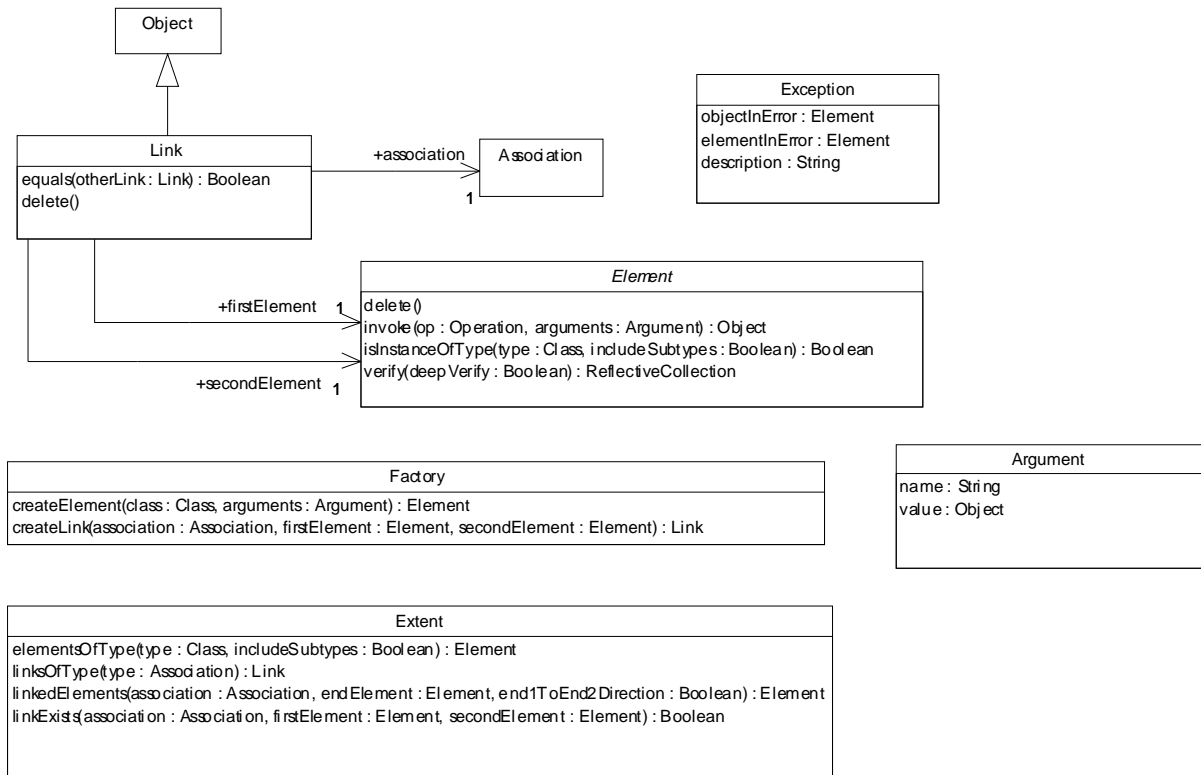 Object
Exception
objectInError : Element
elementInError : Element
description : String
Link
equals(otherLink : Link) : Boolean
delete()
+association
1
Association
Element
delete()
invoke(op : Operation, arguments : Argument) : Object
isInstanceOfType(type : Class, includeSubtypes : Boolean) : Boolean
verify(deepVerify : Boolean) : ReflectiveCollection
+firstElement
1
+secondElement
1
Factory
createElement(class : Class, arguments : Argument) : Element
createLink(association : Association, firstElement : Element, secondElement : Element) : Link
Argument
name : String
value : Object
Extent
elementsOfType(type : Class, includeSubtypes : Boolean) : Element
linksOfType(type : Association) : Link
linkedElements(association : Association, endElement : Element, end1ToEnd2Direction : Boolean) : Element
linkExists(association : Association, firstElement : Element, secondElement : Element) : Boolean